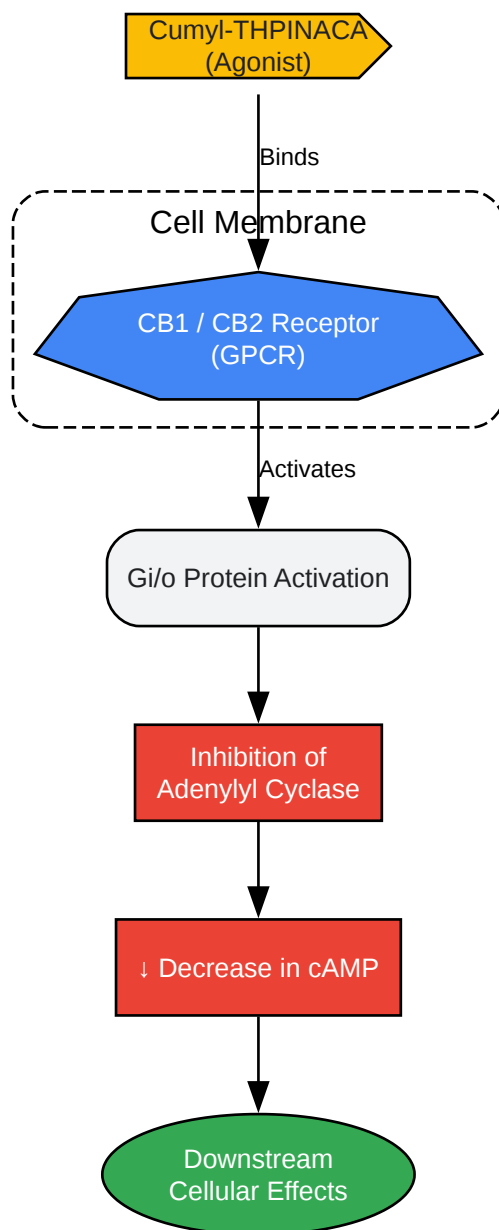 Cumyl-THPINACA
(Agonist)
Binds
Cell Membrane
CB1 / CB2 Receptor
(GPCR)
Activates
Gi/o Protein Activation
Inhibition of
Adenylyl Cyclase
↓ Decrease in cAMP
Downstream
Cellular Effects